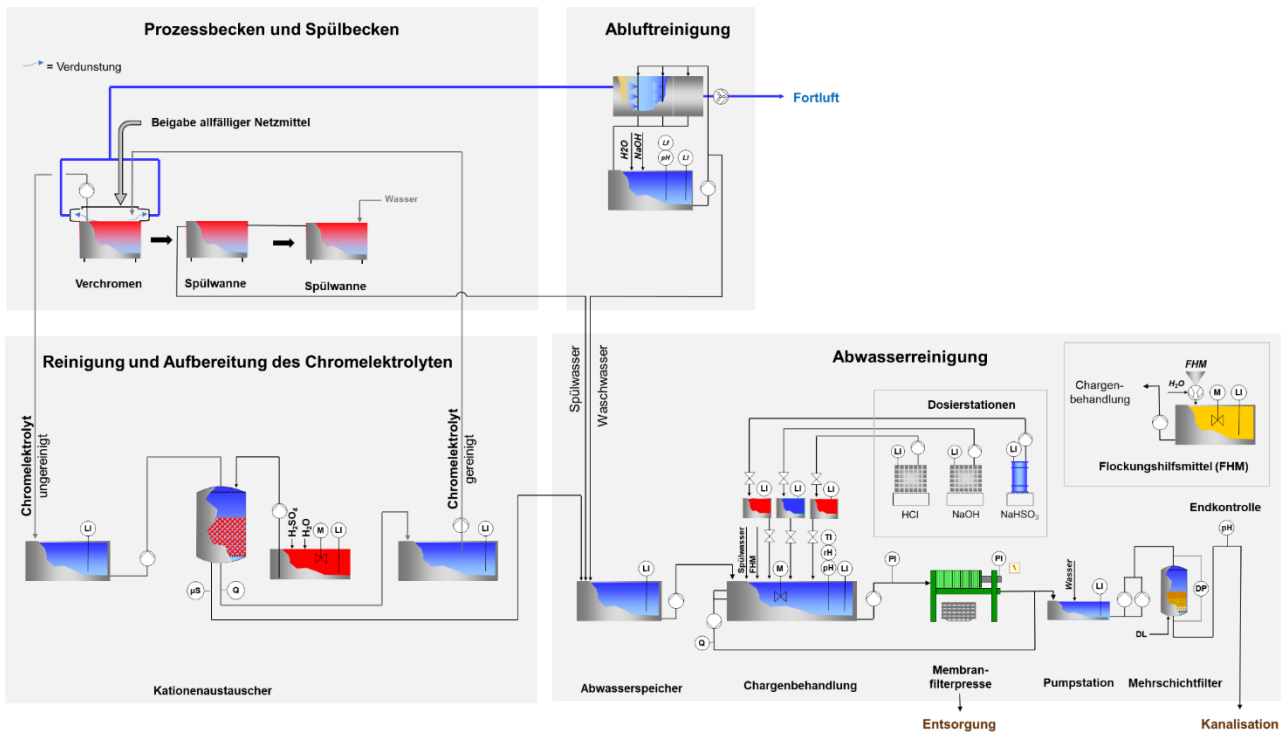 Prozessbecken und Spülbecken
= Verdunstung
Beigabe allfälliger Netzmittel
Wasser
Verchromen
Spülwanne
Spülwanne
Abluftreinigung
Fortluft
H2O
NaOH
Lf
pH
LI
Reinigung und Aufbereitung des Chromelektrolyten
Chromelektrolyt
ungereinigt
Chromelektrolyt
gereinigt
LI
H₂SO₄
H₂O
M
LI
LI
µS
Q
Kationenaustauscher
Spülwasser
Waschwasser
Abwasserreinigung
Dosierstationen
LI
LI
LI
HCl
NaOH
NaHSO₃
FHM
H₂O
M
LI
Chargen-
behandlung
Flockungshilfsmittel (FHM)
LI
LI
LI
Spülwasser
FHM
TI
rH
pH
LI
M
LI
Q
PI
PI
Wasser
LI
DP
DL
Endkontrolle
pH
Abwasserspeicher
Chargenbehandlung
Membran-
filterpresse
Pumpstation
Mehrschichtfilter
Entsorgung
Kanalisation